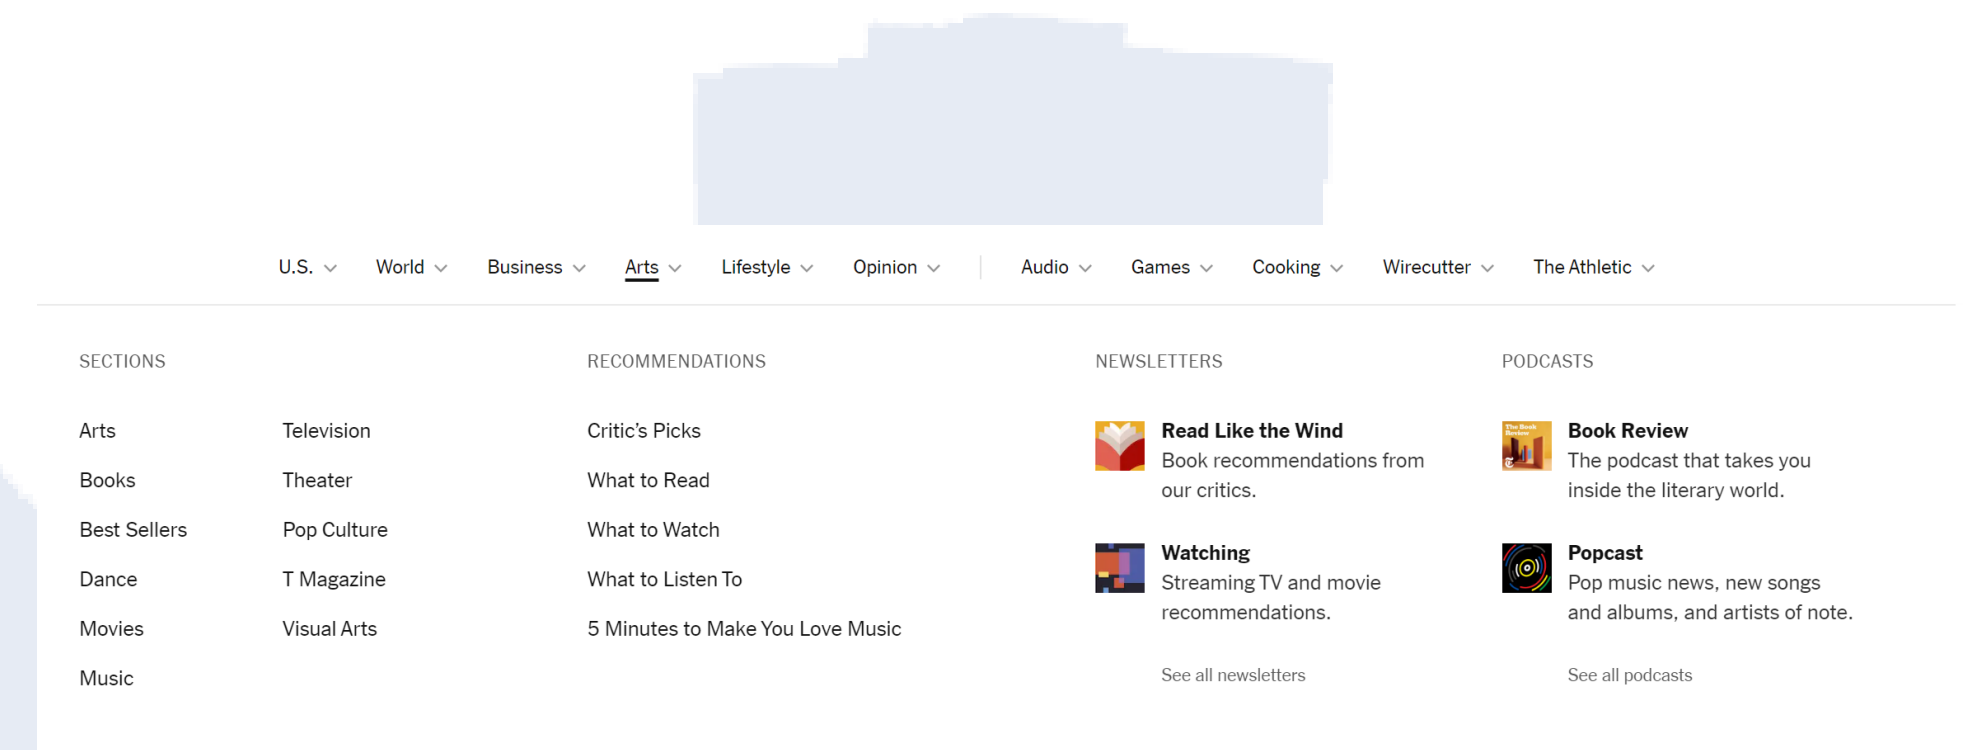 U.S. World Business Arts Lifestyle Opinion Audio Games Cooking Wirecutter The Athletic
SECTIONS
Arts
Books
Best Sellers
Dance
Movies
Music
Television
Theater
Pop Culture
T Magazine
Visual Arts
RECOMMENDATIONS
Critic’s Picks
What to Read
What to Watch
What to Listen To
5 Minutes to Make You Love Music
NEWSLETTERS
Read Like the Wind
Book recommendations from
our critics.
Watching
Streaming TV and movie
recommendations.
See all newsletters
PODCASTS
The Book
Review
Book Review
The podcast that takes you
inside the literary world.
Popcast
Pop music news, new songs
and albums, and artists of note.
See all podcasts